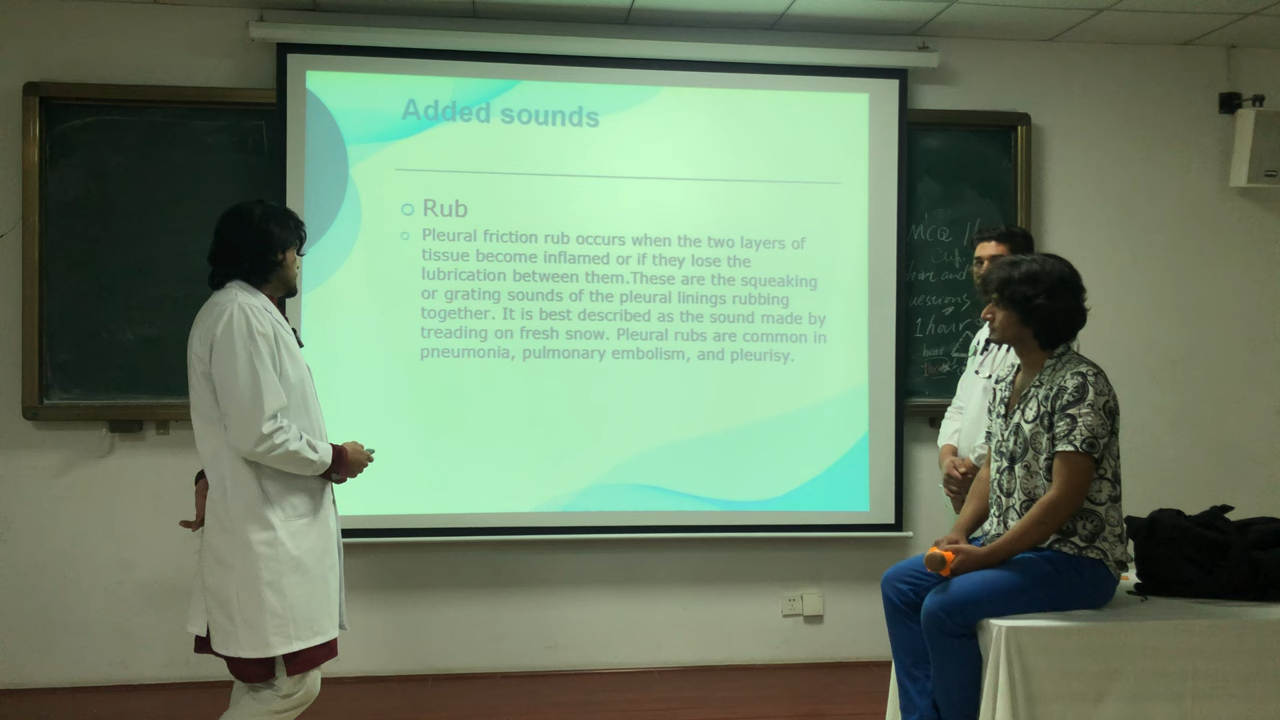 Added sounds
Rub
Pleural friction rub occurs when the two layers of
tissue become inflamed or if they lose the
lubrication between them.These are the squeaking
or grating sounds of the pleural linings rubbing
together. It is best described as the sound made by
treading on fresh snow. Pleural rubs are common in
pneumonia, pulmonary embolism, and pleurisy.
MCQ
and
1 hour